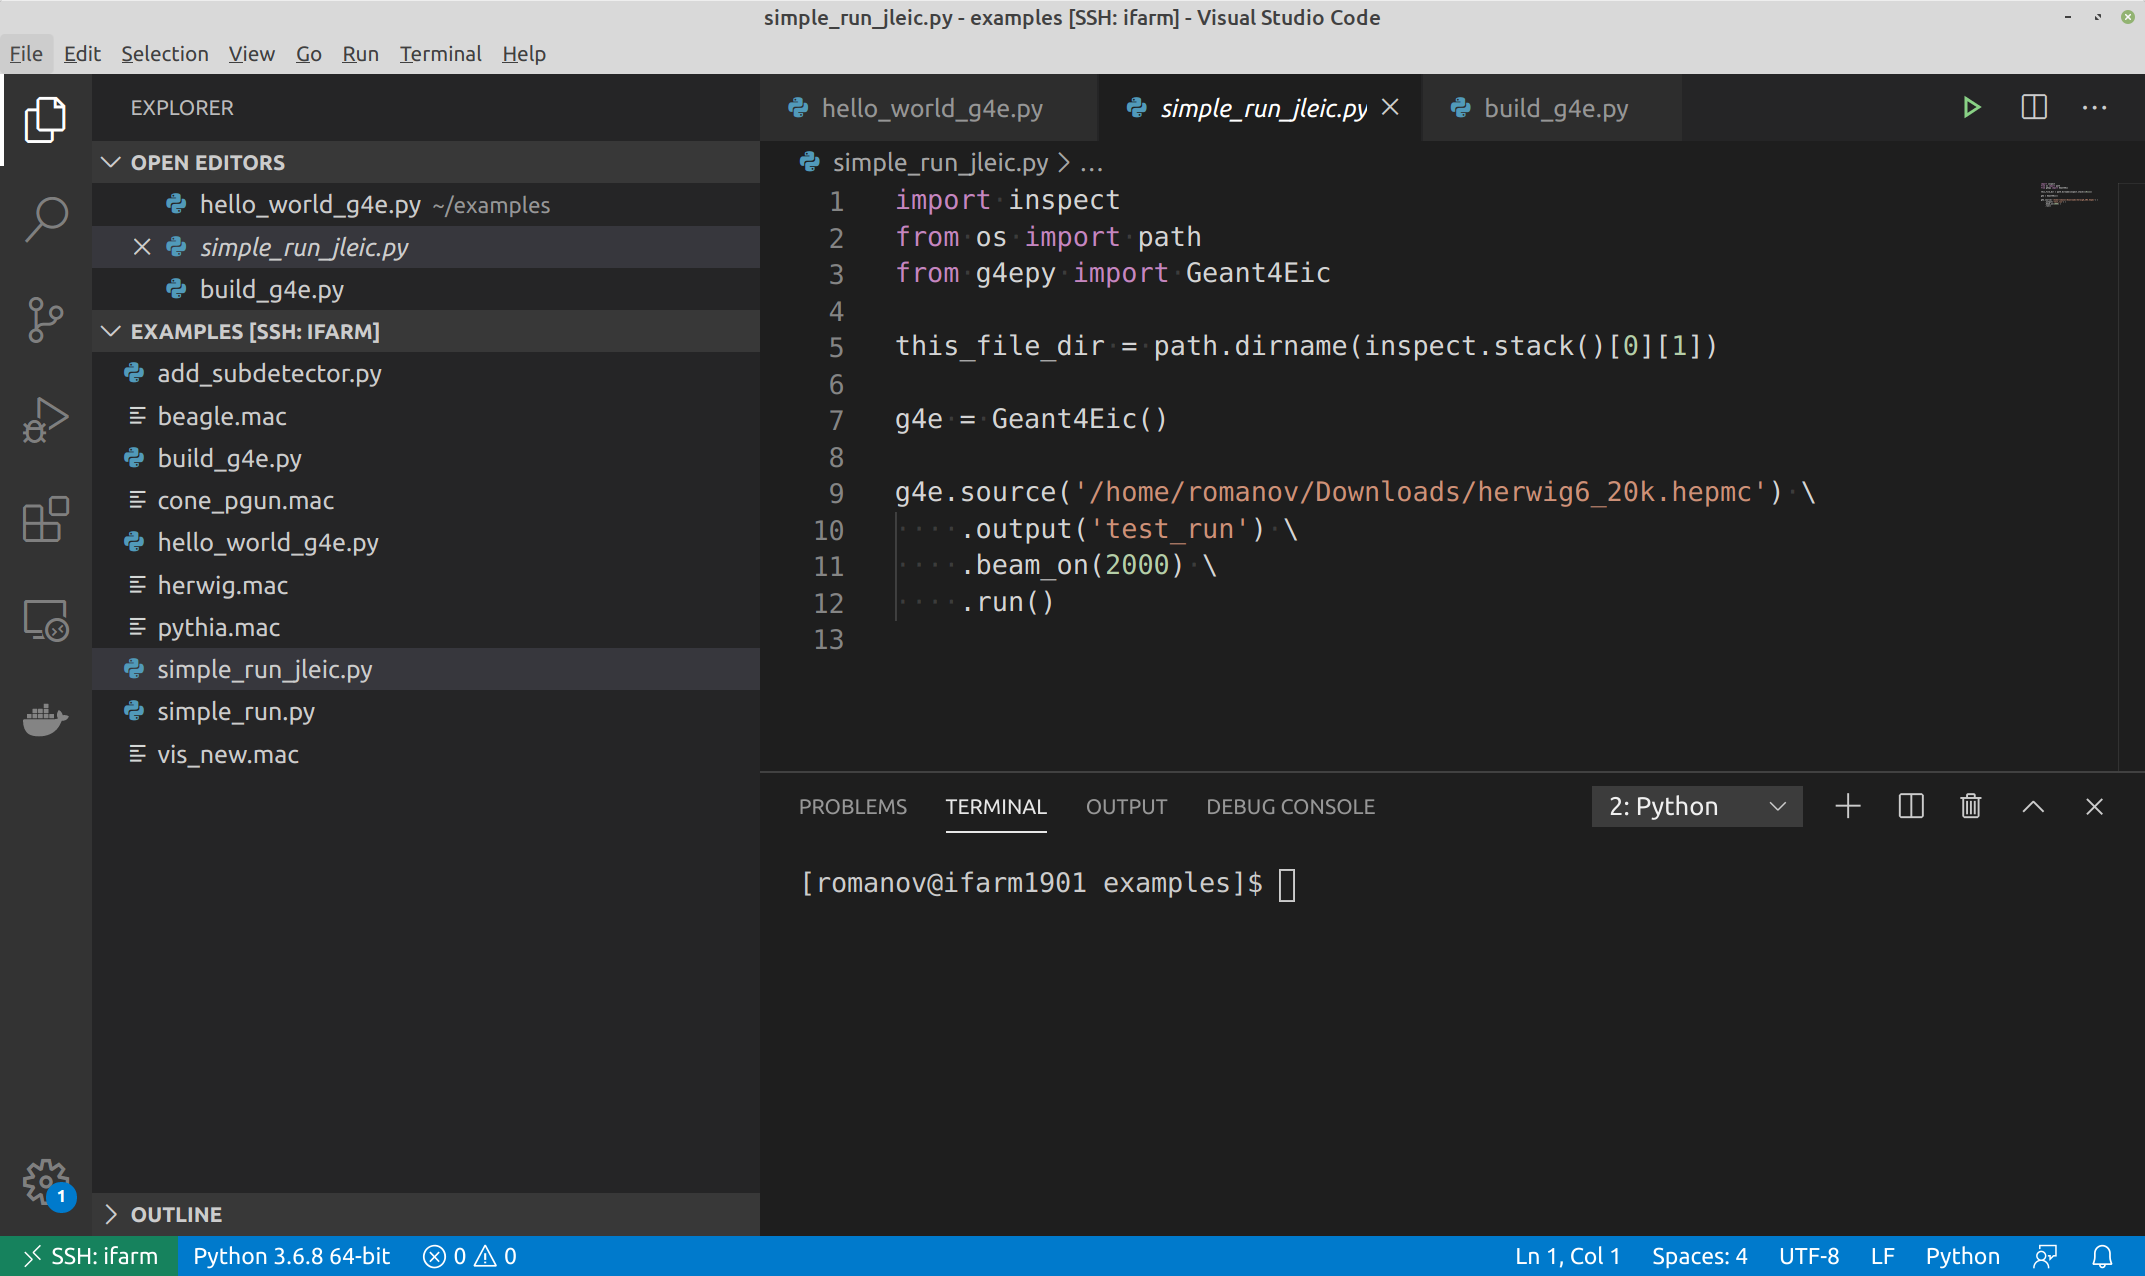 simple_run_jleic.py - examples [SSH: ifarm] - Visual Studio Code
File Edit Selection View Go Run Terminal Help
EXPLORER
OPEN EDITORS
hello_world_g4e.py ~/examples
simple_run_jleic.py
build_g4e.py
EXAMPLES [SSH: IFARM]
add_subdetector.py
beagle.mac
build_g4e.py
cone_pgun.mac
hello_world_g4e.py
herwig.mac
pythia.mac
simple_run_jleic.py
simple_run.py
vis_new.mac
OUTLINE
hello_world_g4e.py simple_run_jleic.py build_g4e.py
simple_run_jleic.py > ...
1 import inspect
2 from os import path
3 from g4epy import Geant4Eic
4
5 this_file_dir = path.dirname(inspect.stack()[0][1])
6
7 g4e = Geant4Eic()
8
9 g4e.source('/home/romanov/Downloads/herwig6_20k.hepmc') \
10 .output('test_run') \
11 .beam_on(2000) \
12 .run()
13
PROBLEMS TERMINAL OUTPUT DEBUG CONSOLE 2: Python
[romanov@ifarm1901 examples]$
1
SSH: ifarm Python 3.6.8 64-bit 0 0 Ln 1, Col 1 Spaces: 4 UTF-8 LF Python